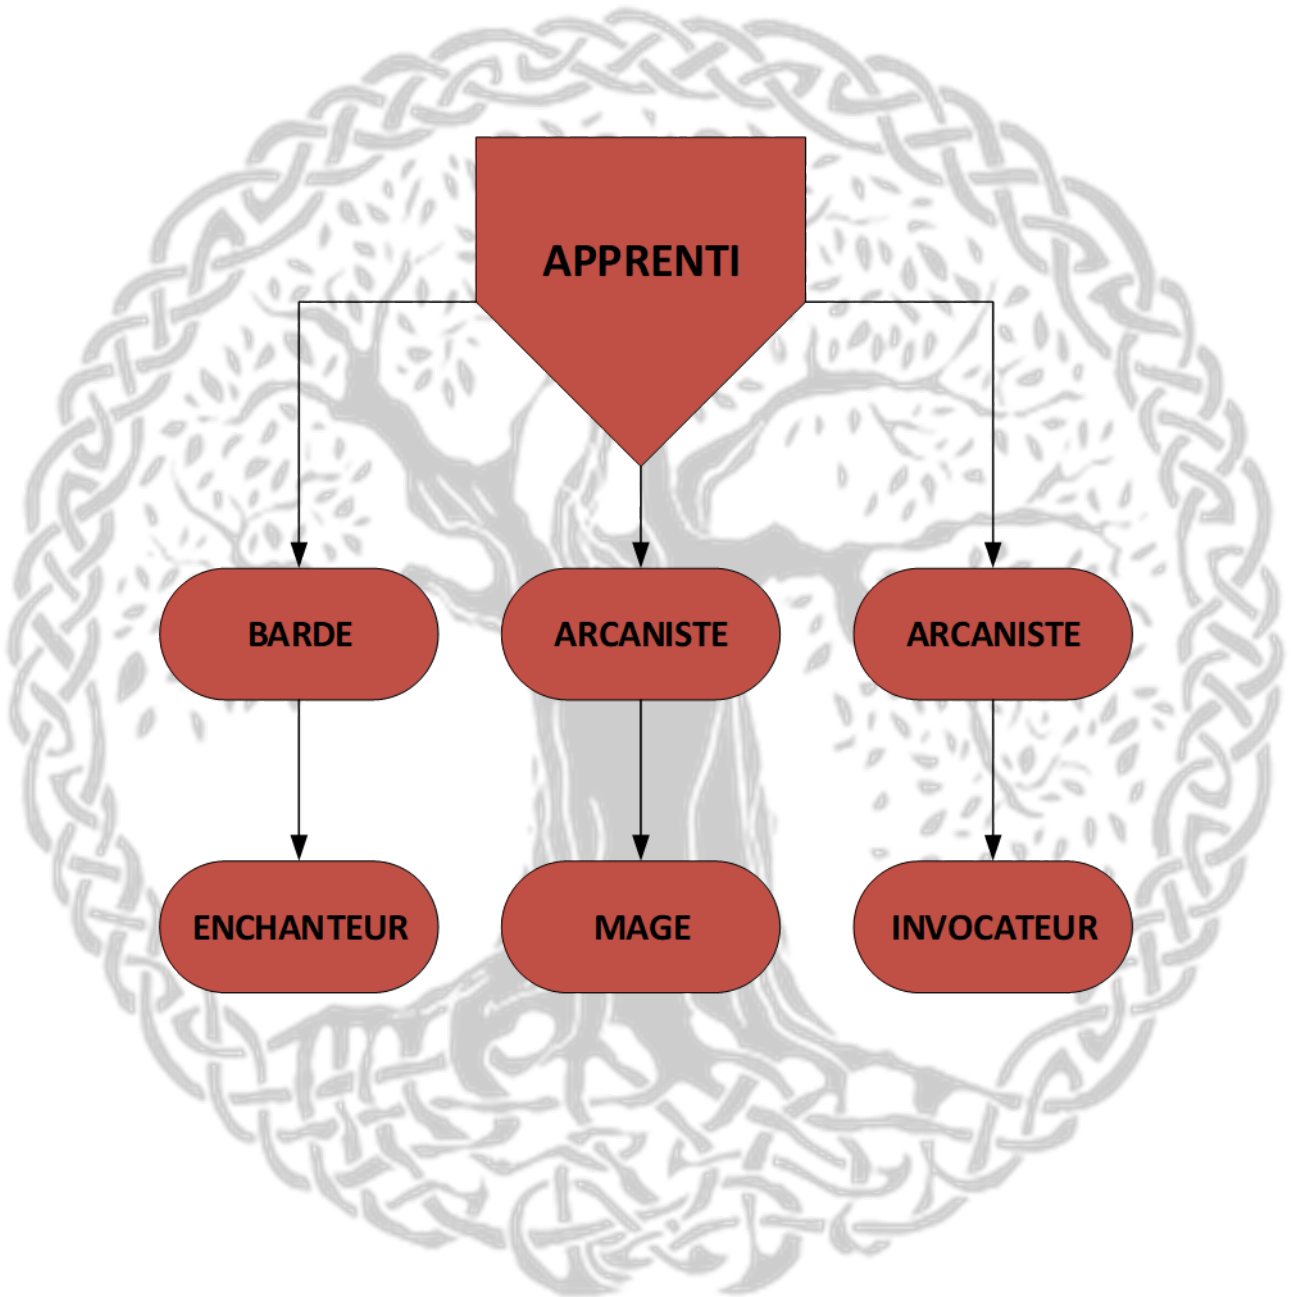 APPRENTI
BARDE
ARCANISTE
ARCANISTE
ENCHANTEUR
MAGE
INVOCATEUR